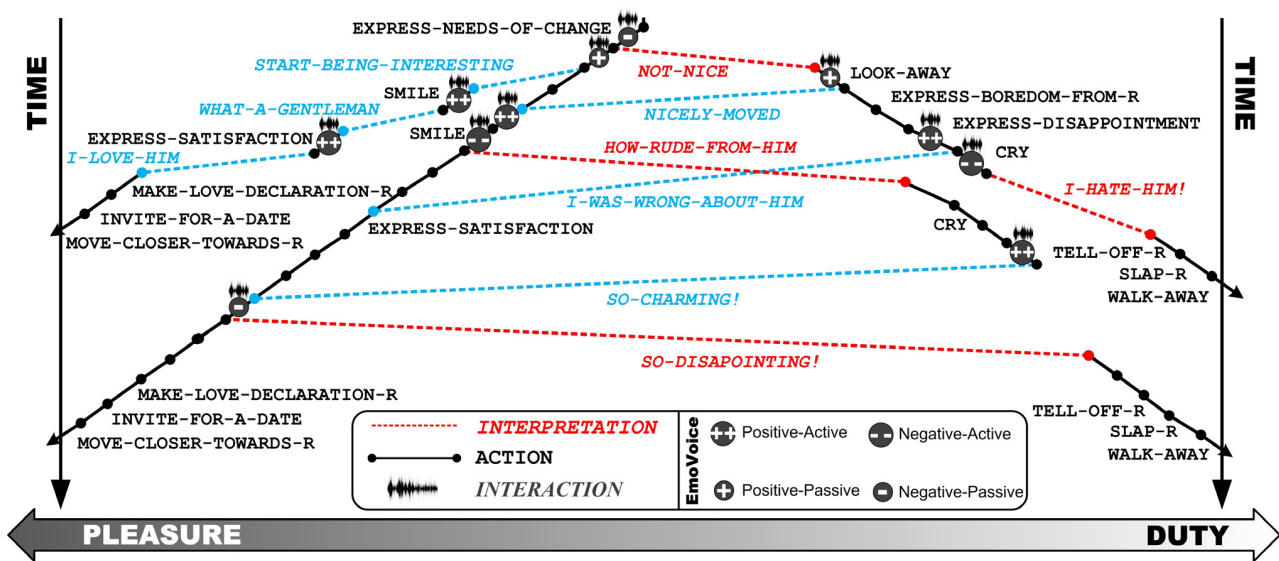 EXPRESS-NEEDS-OF-CHANGE
TIME
TIME
START-BEING-INTERESTING
NOT-NICE
LOOK-AWAY
SMILE
EXPRESS-BOREDOM-FROM-R
WHAT-A-GENTLEMAN
NICELY-MOVED
EXPRESS-DISAPPOINTMENT
EXPRESS-SATISFACTION
SMILE
HOW-RUDE-FROM-HIM
CRY
I-LOVE-HIM
MAKE-LOVE-DECLARATION-R
I-HATE-HIM!
I-WAS-WRONG-ABOUT-HIM
INVITE-FOR-A-DATE
EXPRESS-SATISFACTION
CRY
MOVE-CLOSER-TOWARDS-R
TELL-OFF-R
SLAP-R
WALK-AWAY
SO-CHARMING!
SO-DISAPOINTING!
MAKE-LOVE-DECLARATION-R
INVITE-FOR-A-DATE
MOVE-CLOSER-TOWARDS-R
TELL-OFF-R
SLAP-R
WALK-AWAY
INTERPRETATION
ACTION
INTERACTION
EmoVoice
++ Positive-Active
-- Negative-Active
+ Positive-Passive
- Negative-Passive
PLEASURE
DUTY